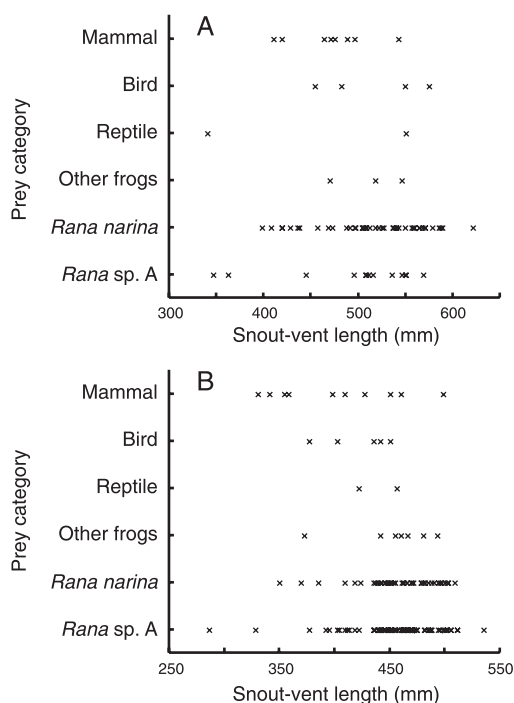 A
Mammal
Bird
Reptile
Other frogs
Rana narina
Rana sp. A
Prey category
300 400 500 600
Snout-vent length (mm)
B
Mammal
Bird
Reptile
Other frogs
Rana narina
Rana sp. A
Prey category
250 350 450 550
Snout-vent length (mm)